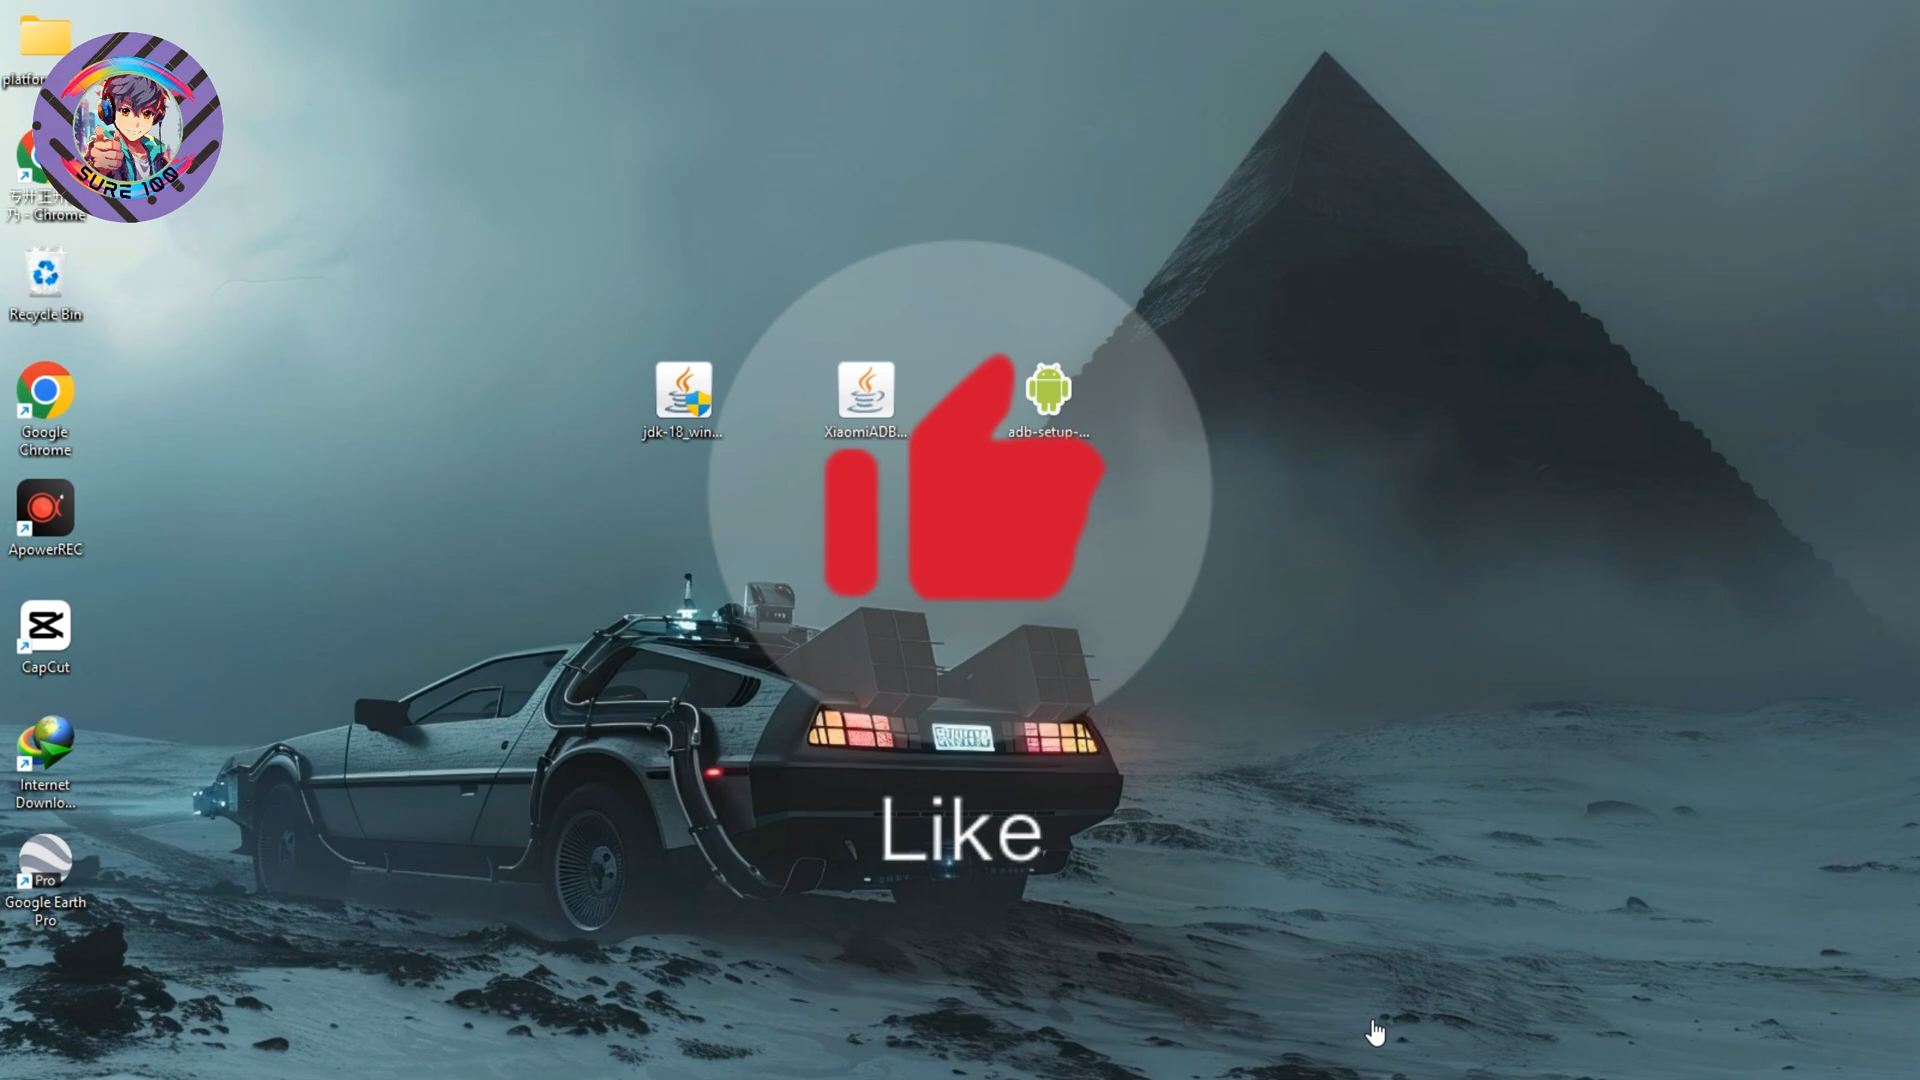 platfor
SURE 100
- Chrome
Recycle Bin
Google
Chrome
ApowerREC
CapCut
Internet
Downlo...
Pro
Google Earth
Pro
jdk-18_win...
XiaomiADB...
adb-setup-...
Like